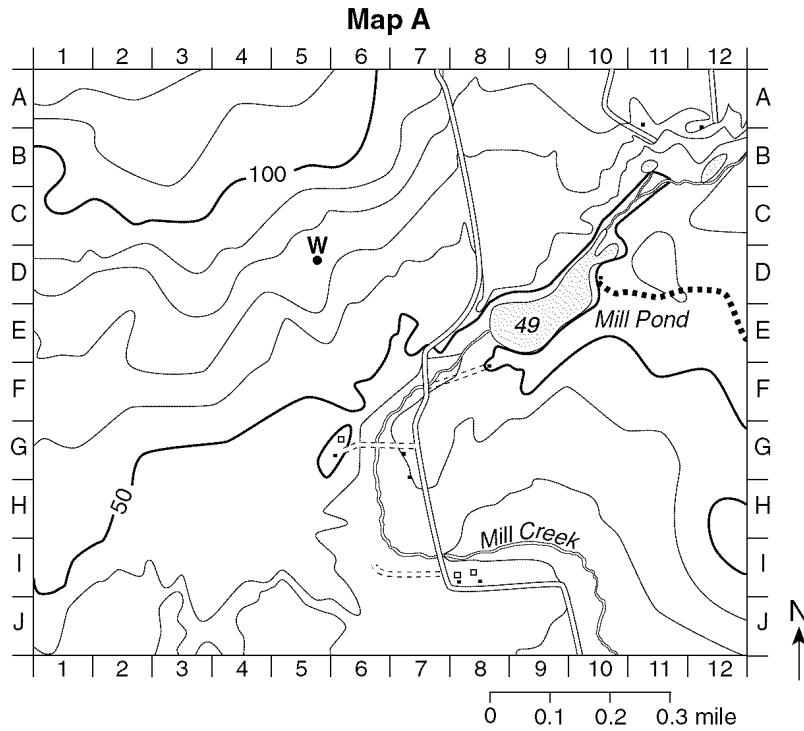 Map A
1 2 3 4 5 6 7 8 9 10 11 12
A A
B B
100
C C
W
D D
E 49 Mill Pond E
F F
G G
50
H H
Mill Creek
I I
J J
N
1 2 3 4 5 6 7 8 9 10 11 12
0 0.1 0.2 0.3 mile